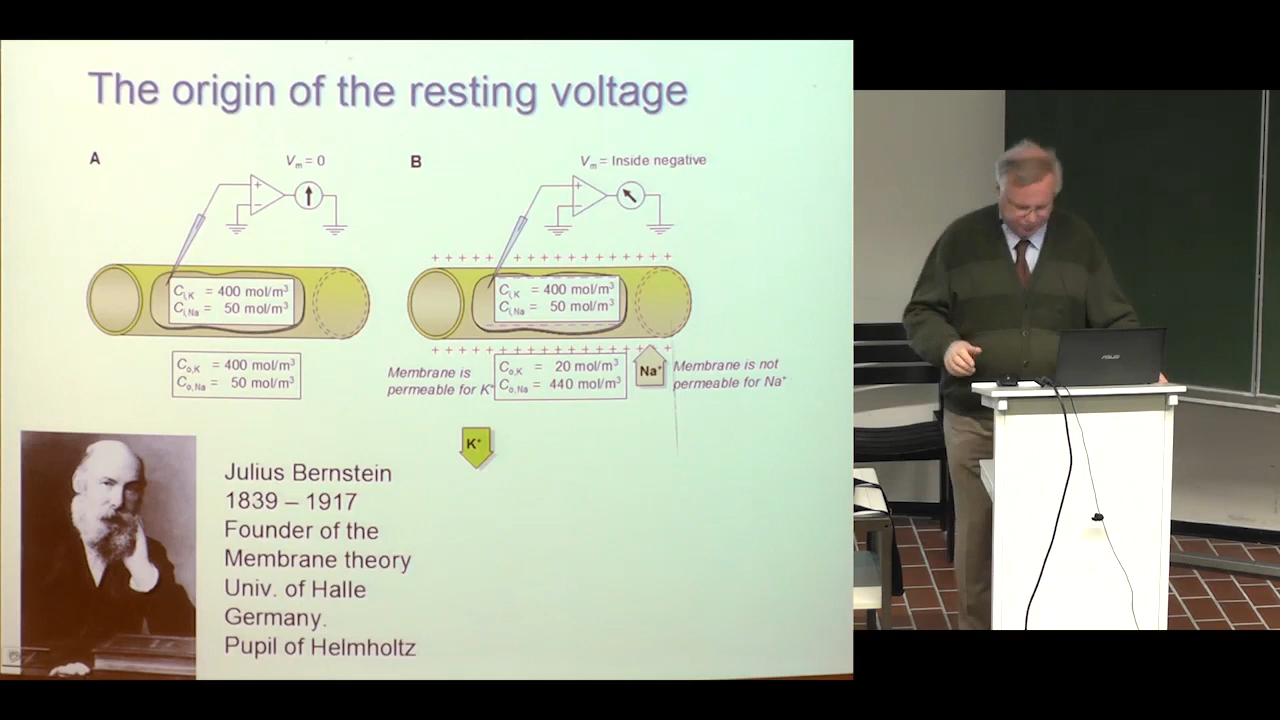 The origin of the resting voltage
A
Vm = 0
B
Vm = Inside negative
+ −
+ −
+ + + + + + + + + + + + + +
Ci,K = 400 mol/m³
Ci,Na = 50 mol/m³
Ci,K = 400 mol/m³
Ci,Na = 50 mol/m³
+ + + + + + + + + + + + + +
Co,K = 400 mol/m³
Co,Na = 50 mol/m³
Membrane is
permeable for K⁺
Co,K = 20 mol/m³
Co,Na = 440 mol/m³
Na⁺
Membrane is not
permeable for Na⁺
K⁺
Julius Bernstein
1839 – 1917
Founder of the
Membrane theory
Univ. of Halle
Germany.
Pupil of Helmholtz
ASUS